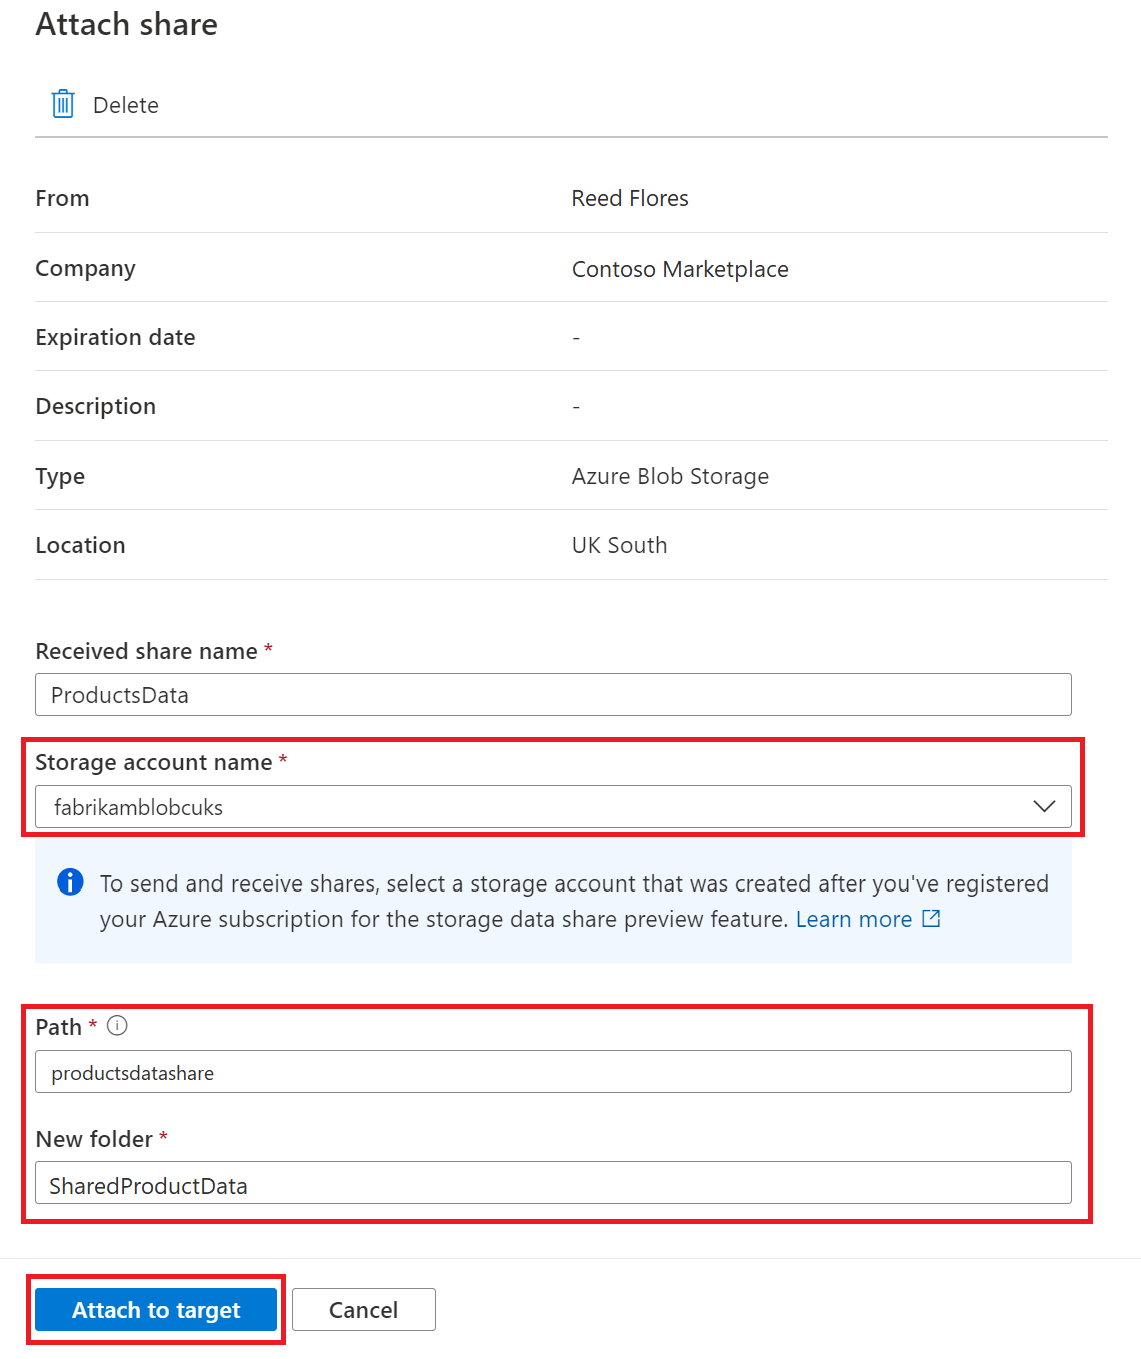 Attach share
Delete
From Reed Flores
Company Contoso Marketplace
Expiration date -
Description -
Type Azure Blob Storage
Location UK South
Received share name *
ProductsData
Storage account name *
fabrikamblobcuks
To send and receive shares, select a storage account that was created after you've registered
your Azure subscription for the storage data share preview feature. Learn more
Path *
productsdatashare
New folder *
SharedProductData
Attach to target Cancel